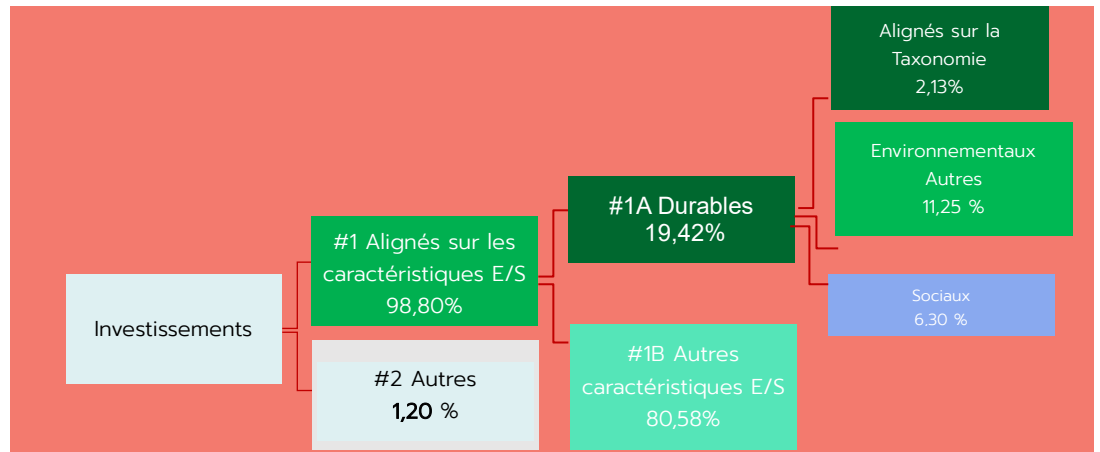 Alignés sur la
Taxonomie
2,13%
Environnementaux
Autres
11,25 %
#1A Durables
19,42%
#1 Alignés sur les
caractéristiques E/S
98,80%
Sociaux
6.30 %
Investissements
#1B Autres
caractéristiques E/S
80,58%
#2 Autres
1,20 %